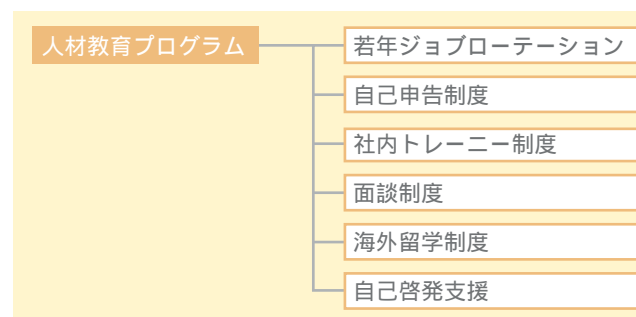 人材教育プログラム
若年ジョブローテーション
自己申告制度
社内トレーニー制度
面談制度
海外留学制度
自己啓発支援